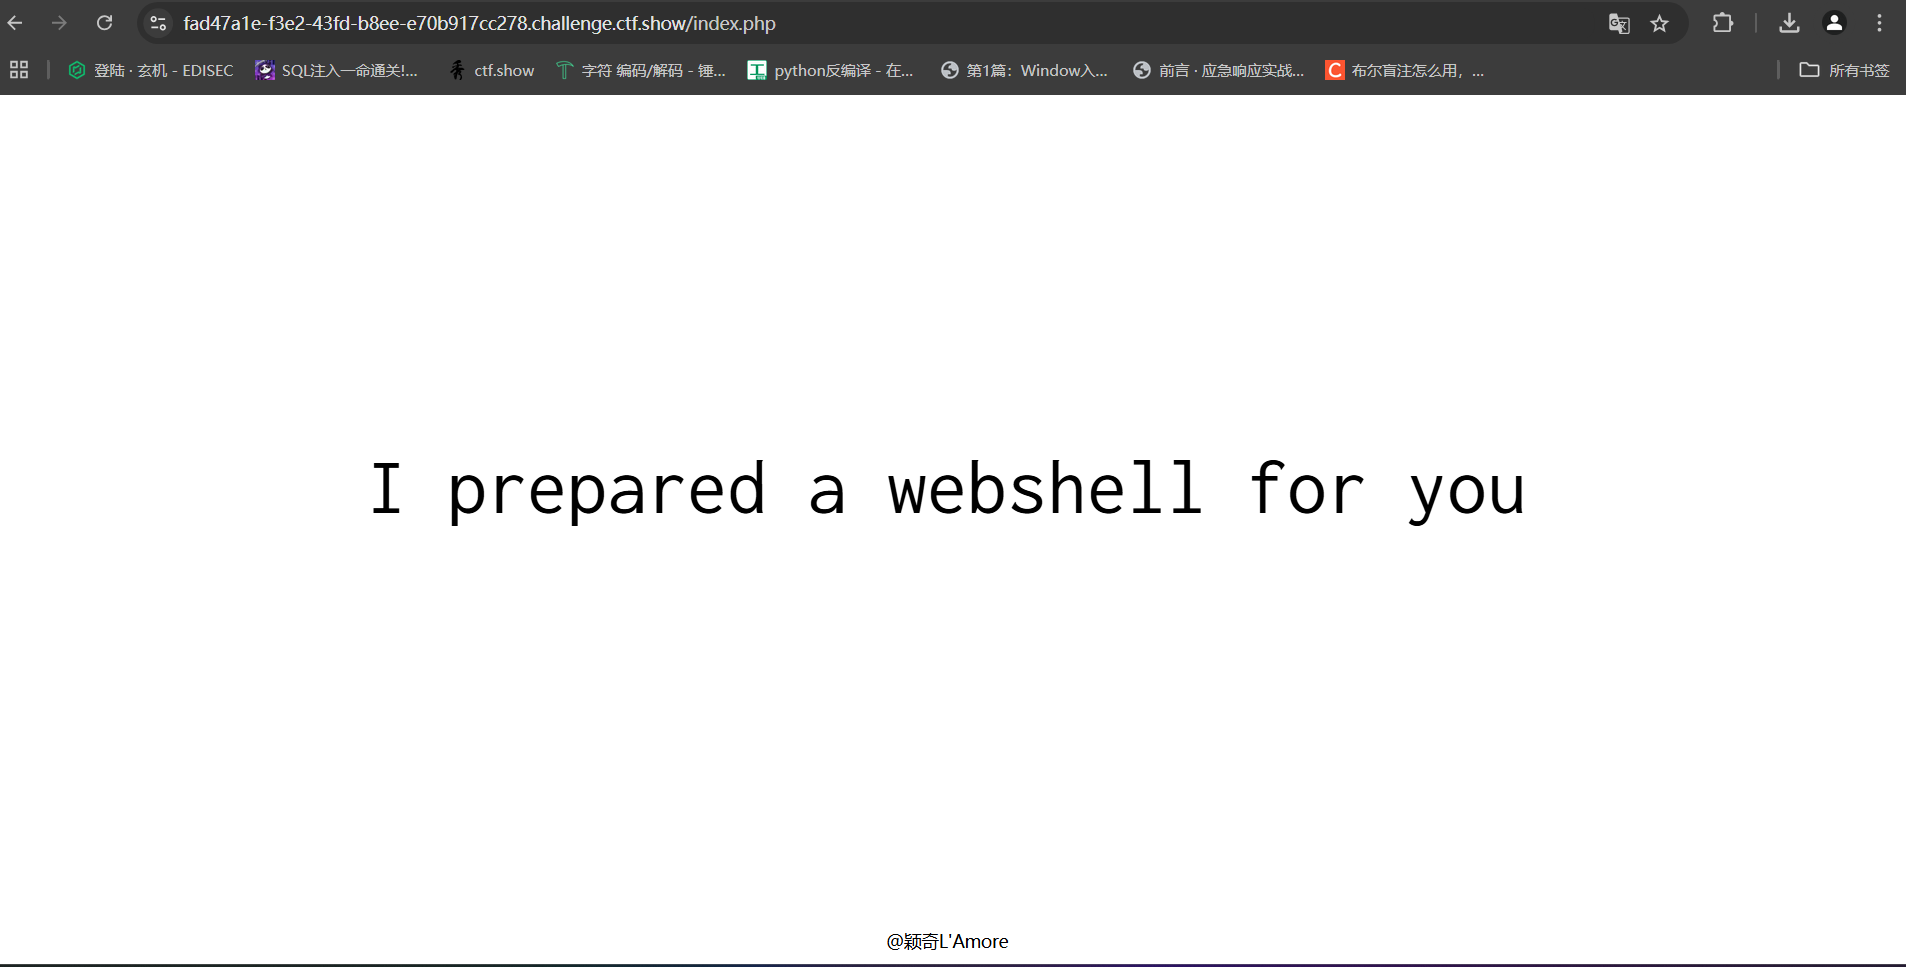 fad47a1e-f3e2-43fd-b8ee-e70b917cc278.challenge.ctf.show/index.php
登陆 · 玄机 - EDISEC SQL注入一命通关!... ctf.show 字符 编码/解码 - 锤... python反编译 - 在... 第1篇：Window入... 前言 · 应急响应实战... 布尔盲注怎么用，... 所有书签
I prepared a webshell for you
@颖奇L'Amore